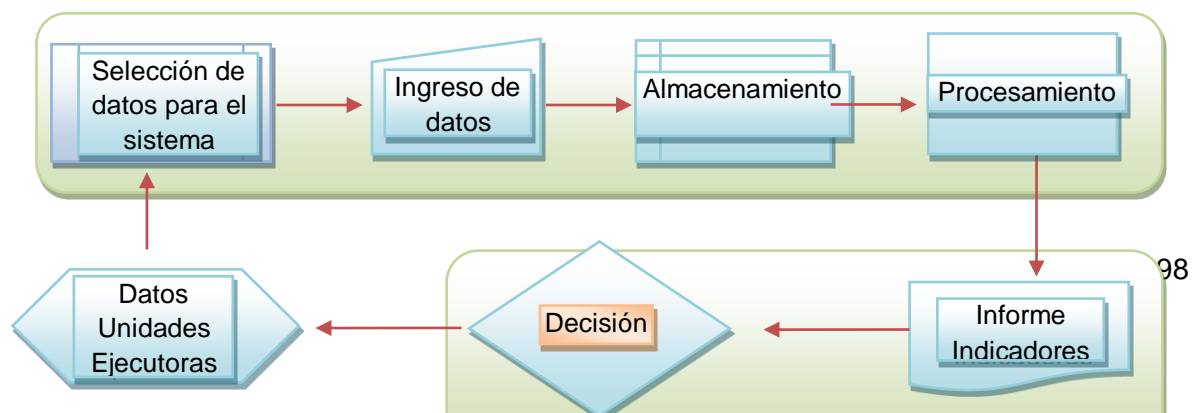 Selección de
datos para el
sistema
Ingreso de
datos
Almacenamiento
Procesamiento
98
Datos
Unidades
Ejecutoras
Decisión
Informe
Indicadores